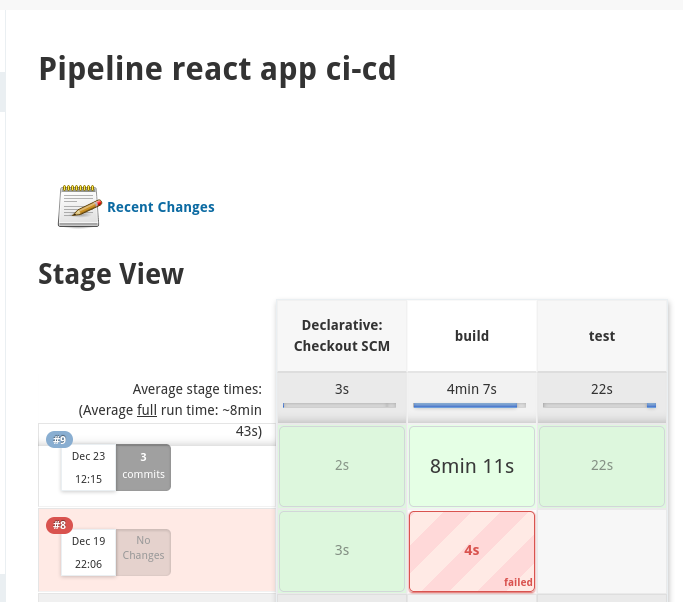 Pipeline react app ci-cd
Recent Changes
Stage View
Declarative:
Checkout SCM
build
test
Average stage times:
(Average full run time: ~8min
43s)
3s
4min 7s
22s
#9
Dec 23
12:15
3
commits
2s
8min 11s
22s
#8
Dec 19
22:06
No
Changes
3s
4s
failed